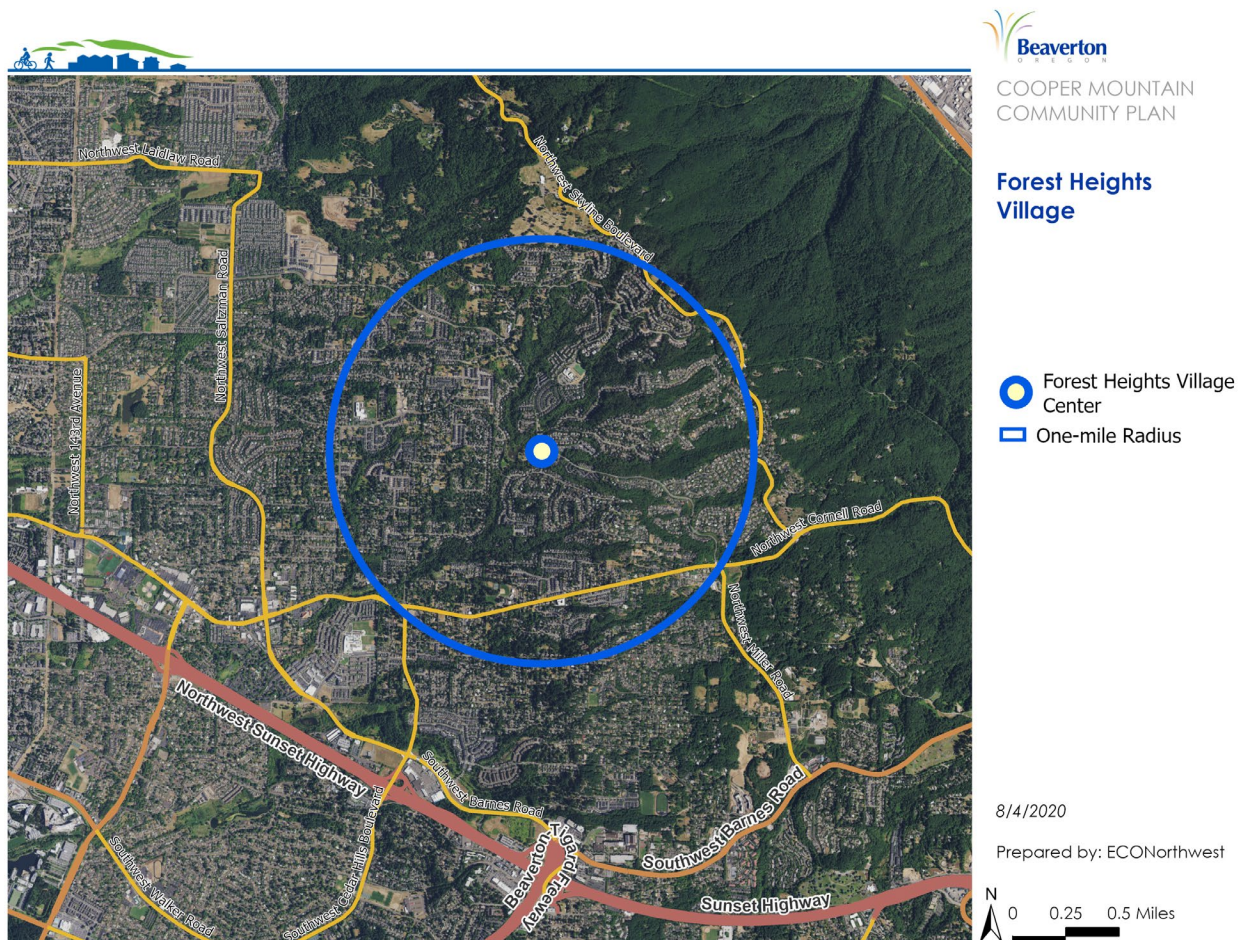 Beaverton
OREGON
COOPER MOUNTAIN
COMMUNITY PLAN
Forest Heights
Village
Forest Heights Village
Center
One-mile Radius
8/4/2020
Prepared by: ECONorthwest
N
0 0.25 0.5 Miles
Northwest Laidlaw Road
Northwest Skyline Boulevard
Northwest Saltzman Road
Northwest 143rd Avenue
Northwest Cornell Road
Northwest Miller Road
Northwest Sunset Highway
Southwest Barnes Road
Southwest Barnes Road
Southwest Cedar Hills Boulevard
Southwest Walker Road
Beaverton-Tigard Freeway
Sunset Highway